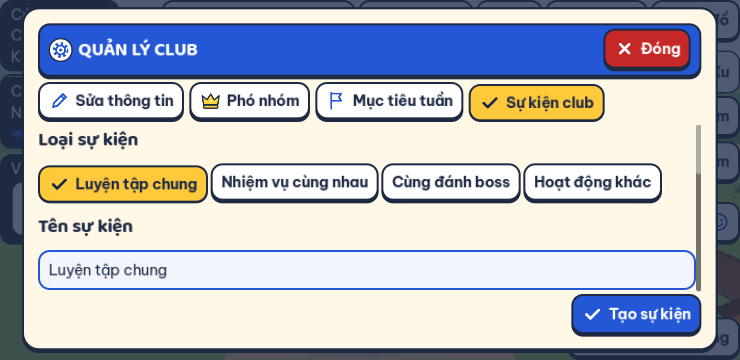 QUẢN LÝ CLUB
Đóng
Sửa thông tin
Phó nhóm
Mục tiêu tuần
Sự kiện club
Loại sự kiện
Luyện tập chung
Nhiệm vụ cùng nhau
Cùng đánh boss
Hoạt động khác
Tên sự kiện
Luyện tập chung
Tạo sự kiện